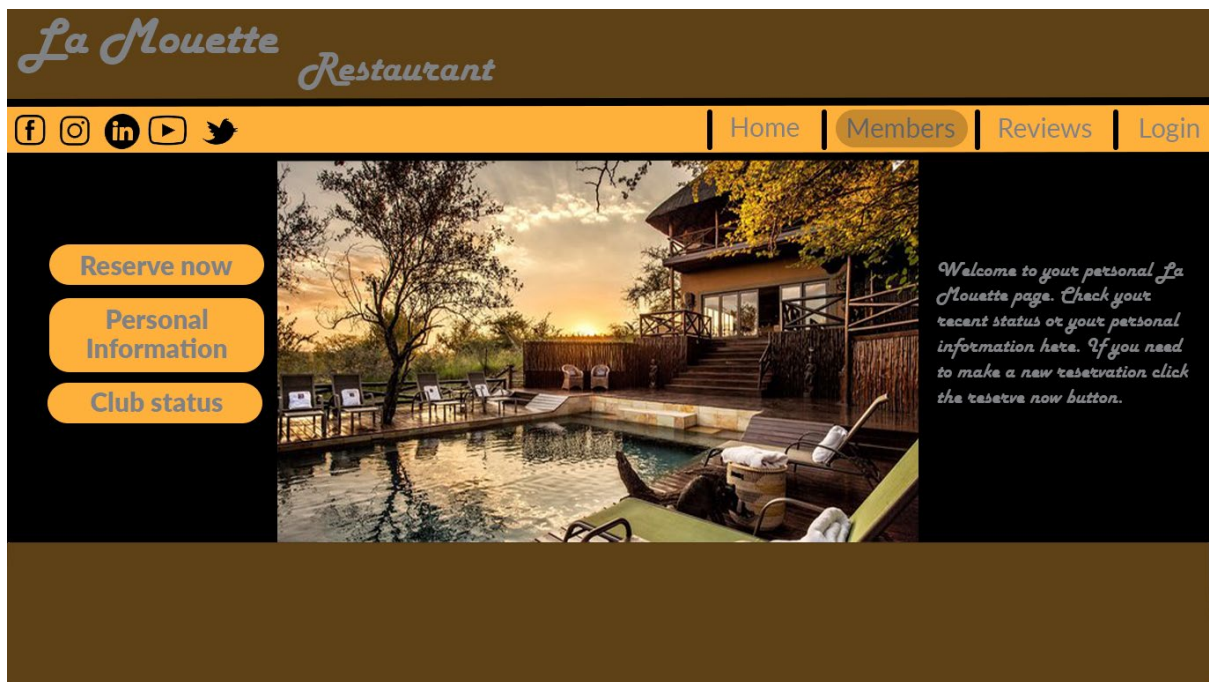 La Mouette
Restaurant
Home Members Reviews Login
Reserve now
Personal
Information
Club status
Welcome to your personal La
Mouette page. Check your
recent status or your personal
information here. If you need
to make a new reservation click
the reserve now button.